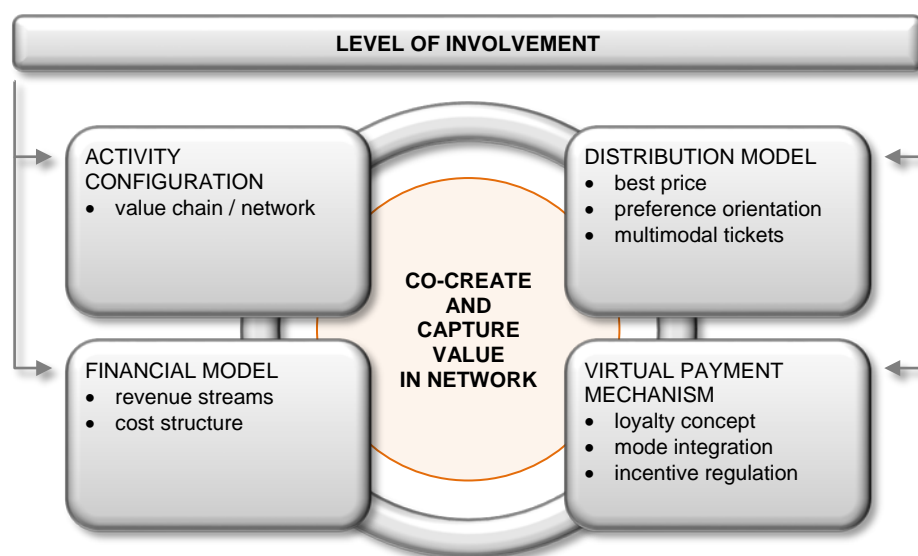 LEVEL OF INVOLVEMENT
ACTIVITY
CONFIGURATION
• value chain / network
DISTRIBUTION MODEL
• best price
• preference orientation
• multimodal tickets
CO-CREATE
AND
CAPTURE
VALUE
IN NETWORK
FINANCIAL MODEL
• revenue streams
• cost structure
VIRTUAL PAYMENT
MECHANISM
• loyalty concept
• mode integration
• incentive regulation